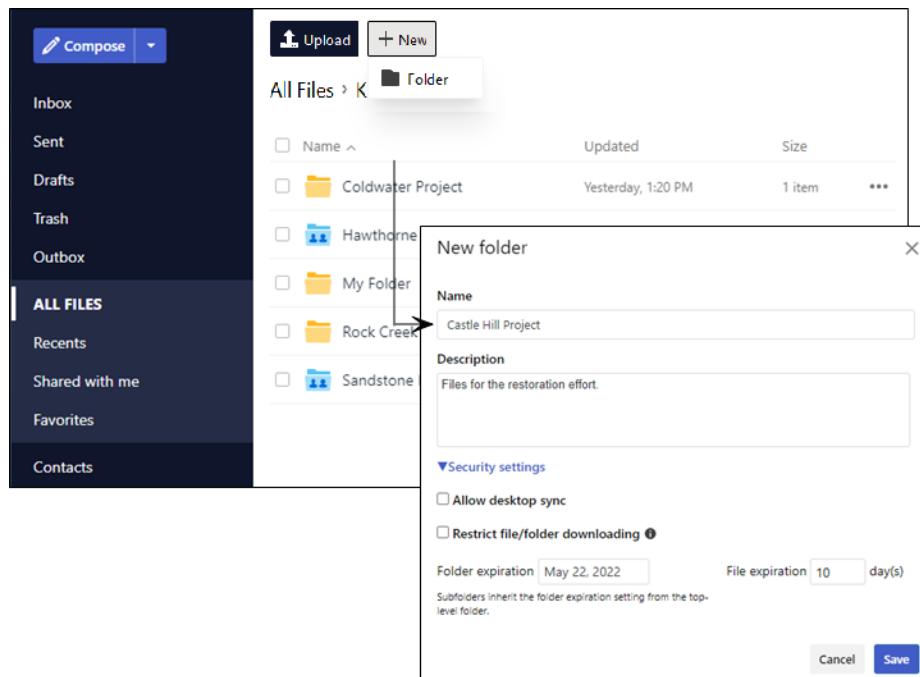 Compose
Inbox
Sent
Drafts
Trash
Outbox
ALL FILES
Recents
Shared with me
Favorites
Contacts
Upload
New
Folder
All Files › K
Name
Updated
Size
Coldwater Project
Yesterday, 1:20 PM
1 item
Hawthorne
My Folder
Rock Creek
Sandstone
New folder
Name
Castle Hill Project
Description
Files for the restoration effort.
Security settings
Allow desktop sync
Restrict file/folder downloading
Folder expiration May 22, 2022 File expiration 10 day(s)
Subfolders inherit the folder expiration setting from the top-
level folder.
Cancel Save